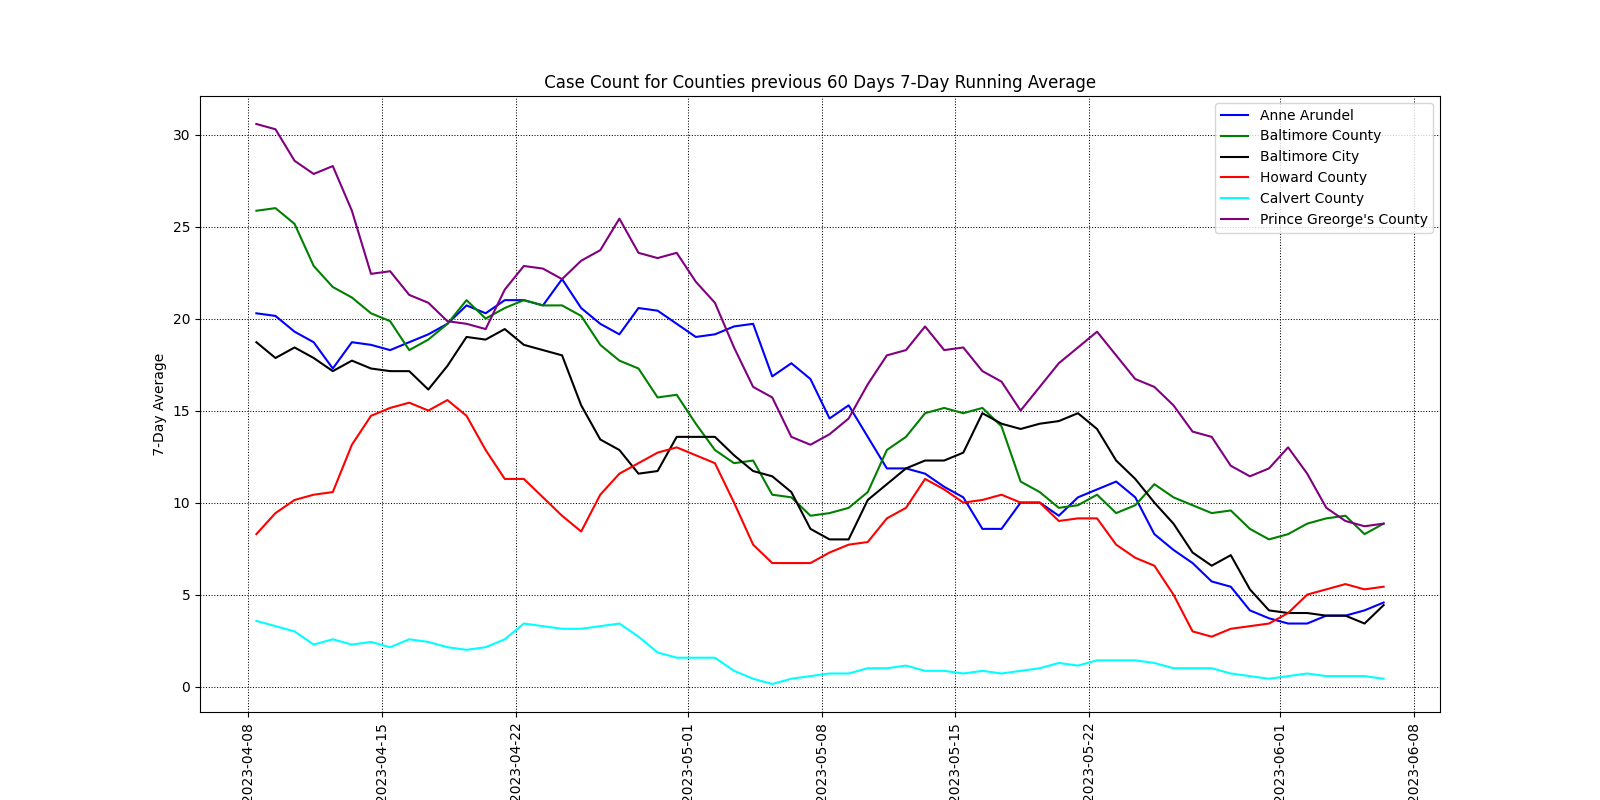 Case Count for Counties previous 60 Days 7-Day Running Average
Anne Arundel
Baltimore County
Baltimore City
Howard County
Calvert County
Prince Greorge's County
7-Day Average
30
25
20
15
10
5
0
2023-04-08
2023-04-15
2023-04-22
2023-05-01
2023-05-08
2023-05-15
2023-05-22
2023-06-01
2023-06-08